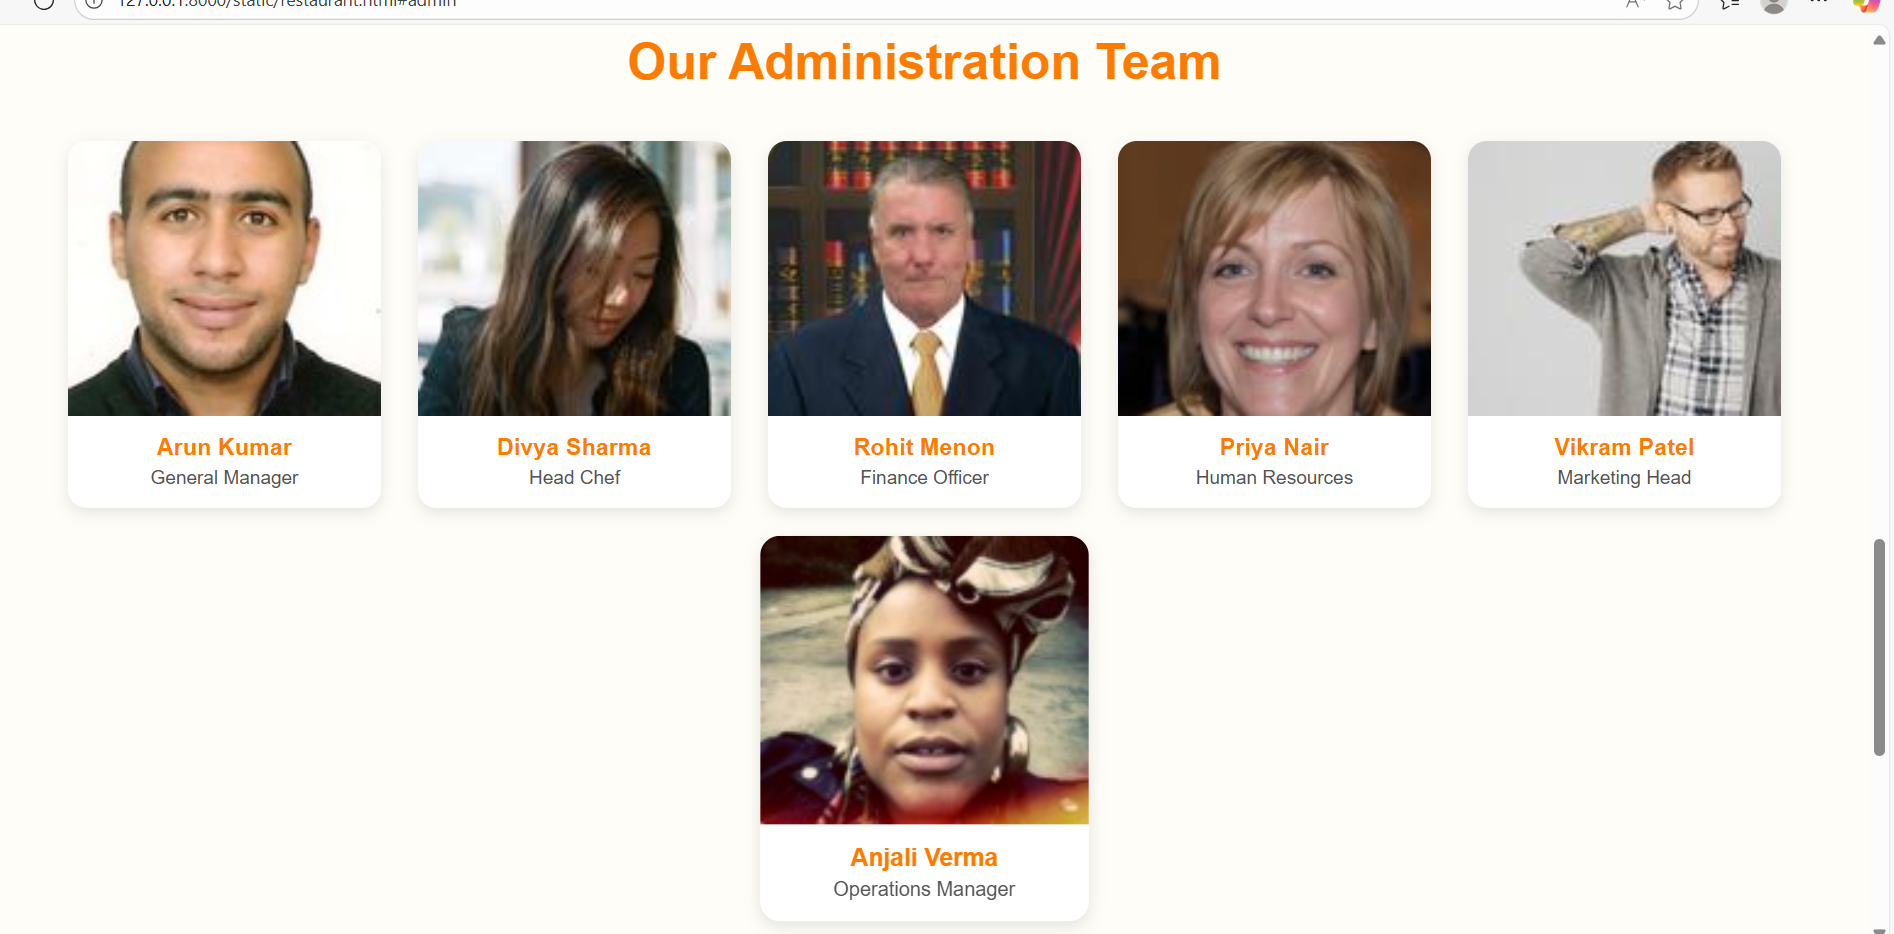 127.0.0.1:8000/static/restaurant.html#admin
Our Administration Team
Arun Kumar
General Manager
Divya Sharma
Head Chef
Rohit Menon
Finance Officer
Priya Nair
Human Resources
Vikram Patel
Marketing Head
Anjali Verma
Operations Manager